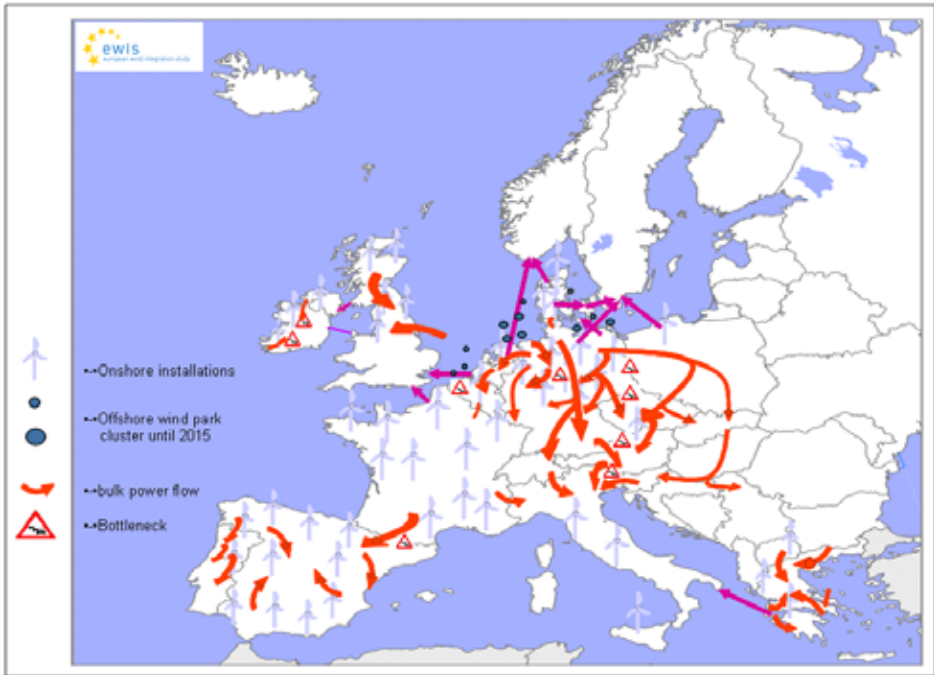 ewis
european wind integration study
Onshore installations
Offshore wind park
cluster until 2015
bulk power flow
Bottleneck